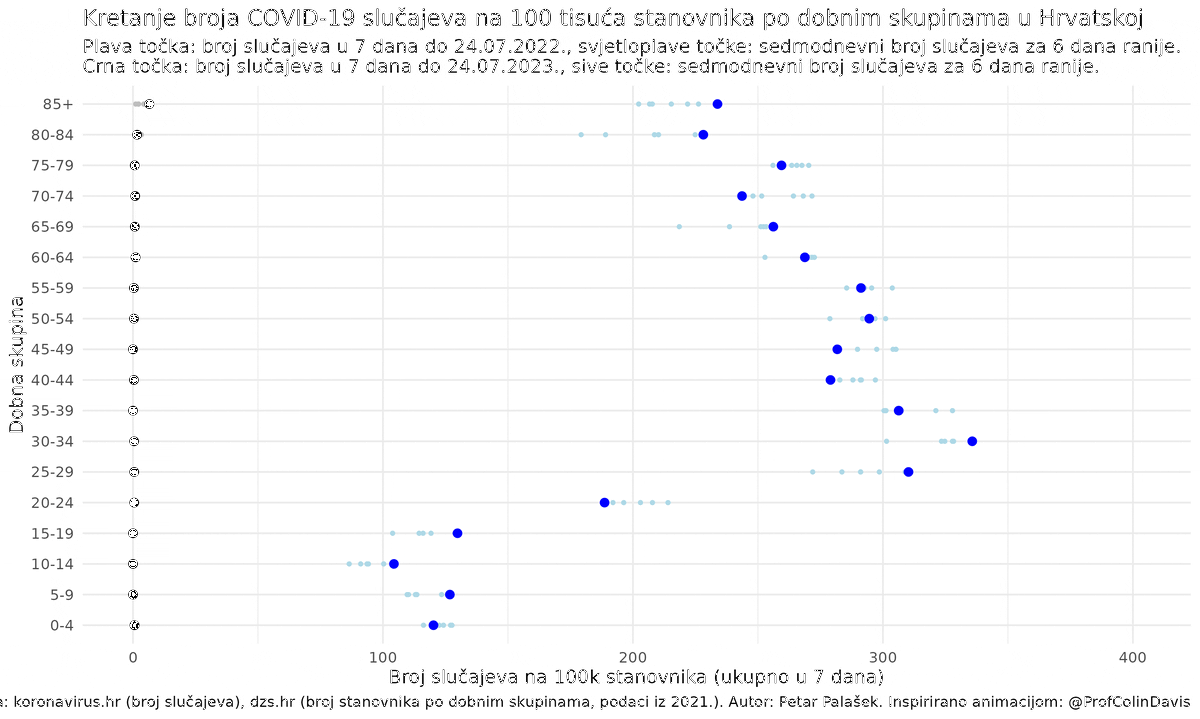 Kretanje broja COVID-19 slučajeva na 100 tisuća stanovnika po dobnim skupinama u Hrvatskoj
Plava točka: broj slučajeva u 7 dana do 24.07.2022., svjetloplave točke: sedmodnevni broj slučajeva za 6 dana ranije.
Crna točka: broj slučajeva u 7 dana do 24.07.2023., sive točke: sedmodnevni broj slučajeva za 6 dana ranije.
Dobna skupina
85+
80-84
75-79
70-74
65-69
60-64
55-59
50-54
45-49
40-44
35-39
30-34
25-29
20-24
15-19
10-14
5-9
0-4
0 100 200 300 400
Broj slučajeva na 100k stanovnika (ukupno u 7 dana)
a: koronavirus.hr (broj slučajeva), dzs.hr (broj stanovnika po dobnim skupinama, podaci iz 2021.). Autor: Petar Palašek. Inspirirano animacijom: @ProfColinDavis